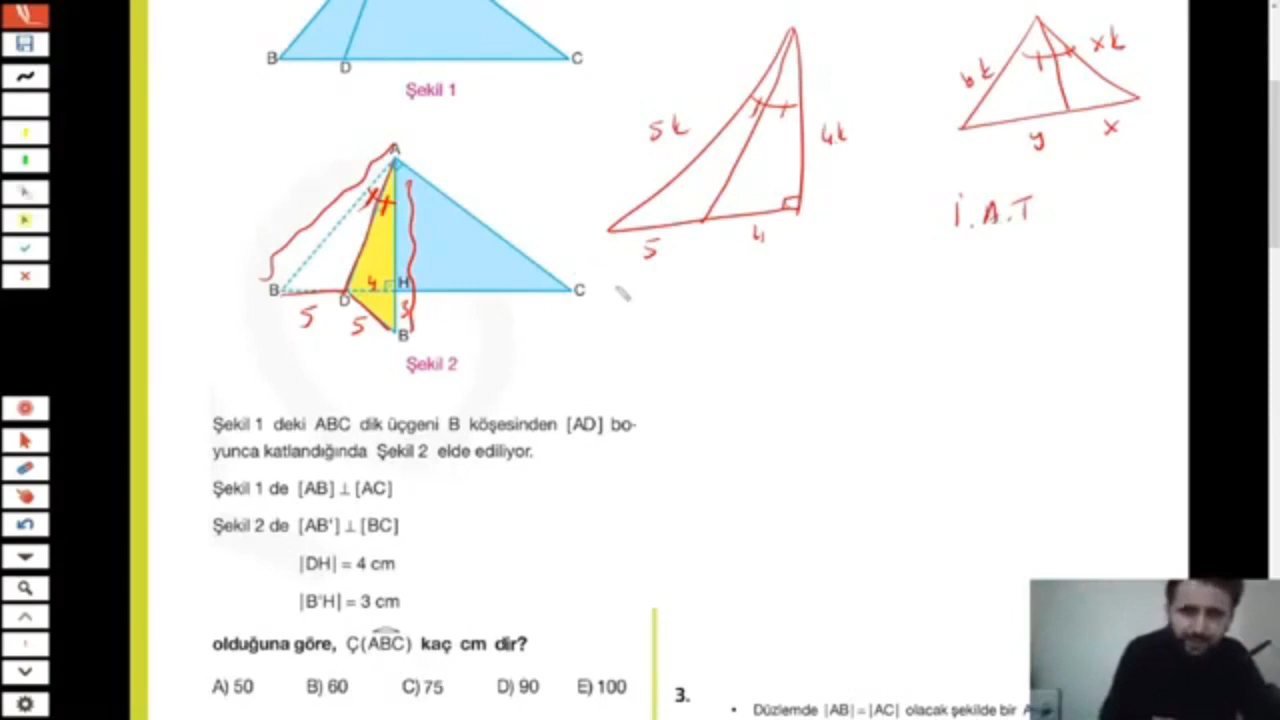 B
D
C
Şekil 1
A
B
D
H
C
B'
5
5
4
3
Şekil 2
5k
4k
5
4
6k
xk
y
x
İ.A.T
Şekil 1 deki ABC dik üçgeni B köşesinden [AD] bo-
yunca katlandığında Şekil 2 elde ediliyor.
Şekil 1 de [AB] ⊥ [AC]
Şekil 2 de [AB'] ⊥ [BC]
|DH| = 4 cm
|B'H| = 3 cm
olduğuna göre, Ç(ABC) kaç cm dir?
A) 50 B) 60 C) 75 D) 90 E) 100
3.
• Düzlemde |AB| = |AC| olacak şekilde bir